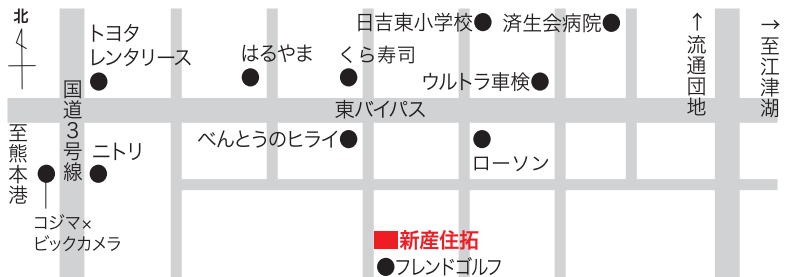 北
日吉東小学校
済生会病院
↑流通団地
→至江津湖
トヨタ
レンタリース
はるやま
くら寿司
ウルトラ車検
国道3号線
東バイパス
至熊本港
べんとうのヒライ
ローソン
ニトリ
コジマ×
ビックカメラ
新産住拓
フレンドゴルフ